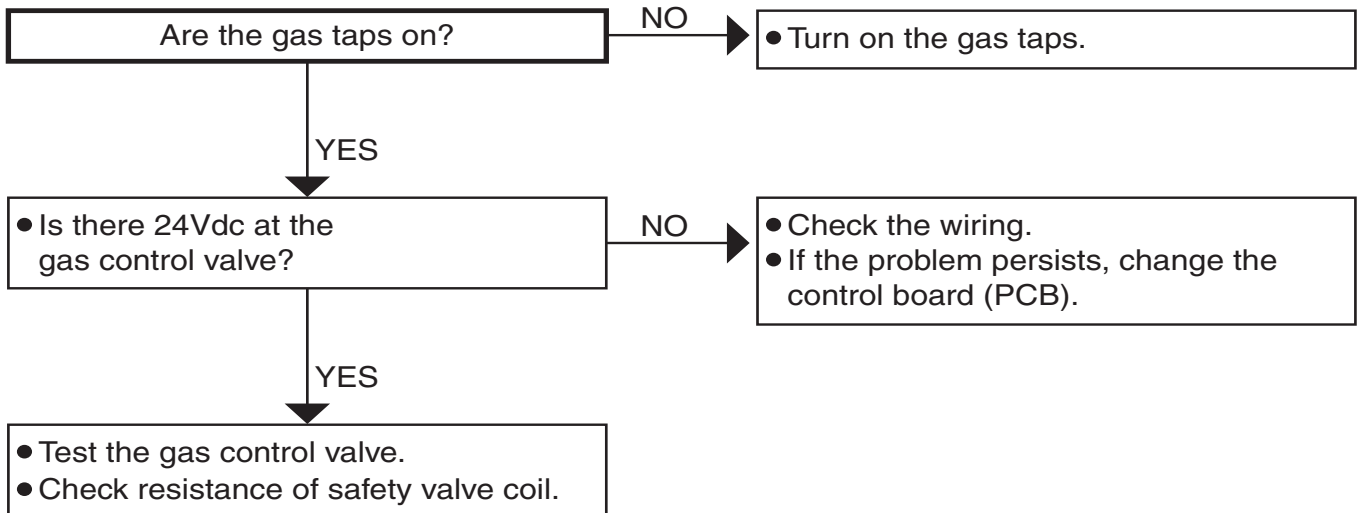 Are the gas taps on?
NO
● Turn on the gas taps.
YES
● Is there 24Vdc at the
gas control valve?
NO
● Check the wiring.
● If the problem persists, change the
control board (PCB).
YES
● Test the gas control valve.
● Check resistance of safety valve coil.